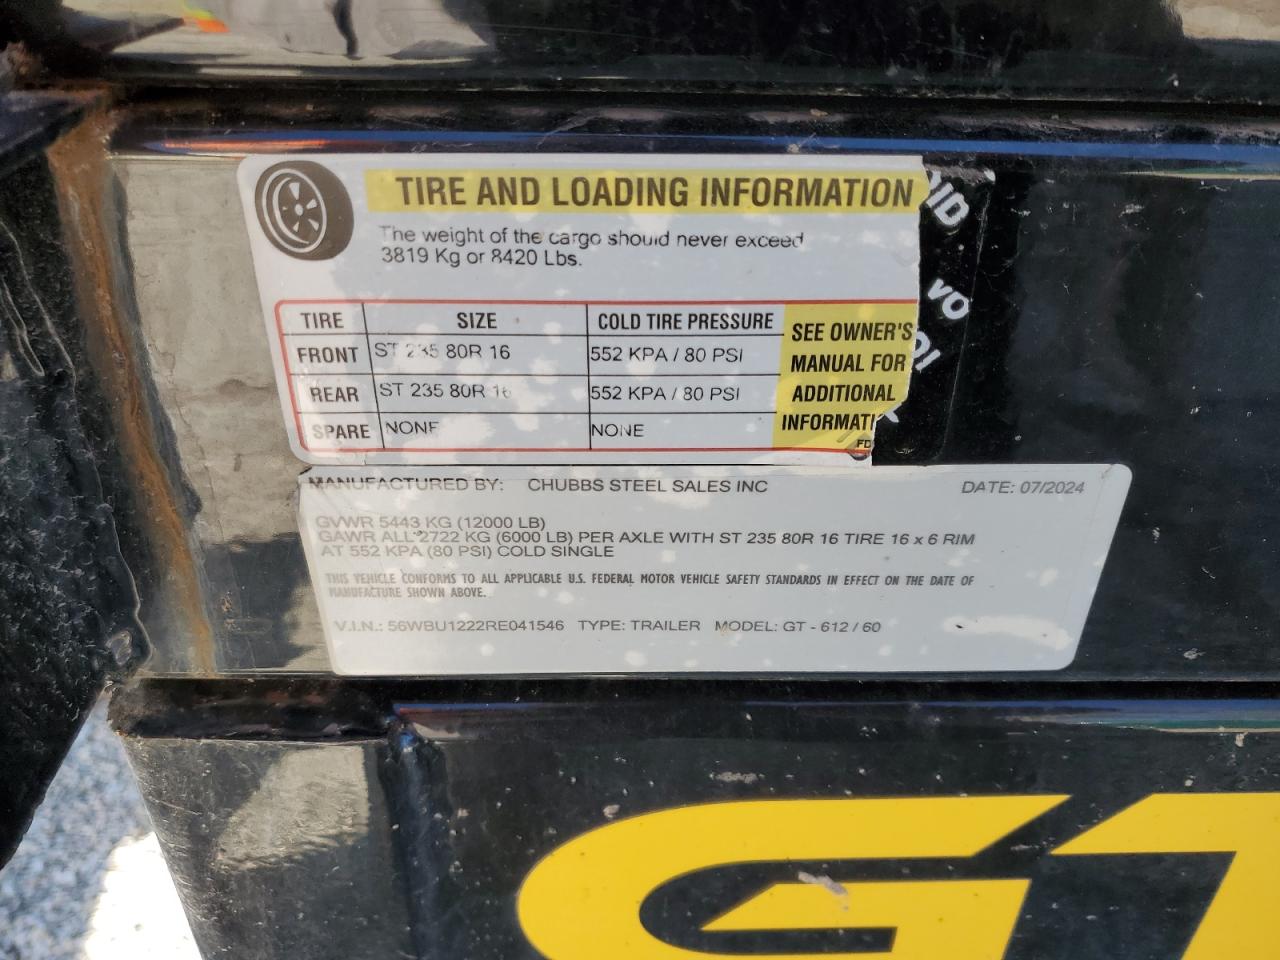 TIRE AND LOADING INFORMATION
The weight of the cargo should never exceed
3819 Kg or 8420 Lbs.
TIRE SIZE COLD TIRE PRESSURE
FRONT ST 235 80R 16 552 KPA / 80 PSI
REAR ST 235 80R 16 552 KPA / 80 PSI
SPARE NONE NONE
SEE OWNER'S
MANUAL FOR
ADDITIONAL
INFORMATI
FD
VO
MANUFACTURED BY: CHUBBS STEEL SALES INC DATE: 07/2024
GVWR 5443 KG (12000 LB)
GAWR ALL 2722 KG (6000 LB) PER AXLE WITH ST 235 80R 16 TIRE 16 x 6 RIM
AT 552 KPA (80 PSI) COLD SINGLE
THIS VEHICLE CONFORMS TO ALL APPLICABLE U.S. FEDERAL MOTOR VEHICLE SAFETY STANDARDS IN EFFECT ON THE DATE OF
MANUFACTURE SHOWN ABOVE.
V.I.N.: 56WBU1222RE041546 TYPE: TRAILER MODEL: GT - 612 / 60
GT